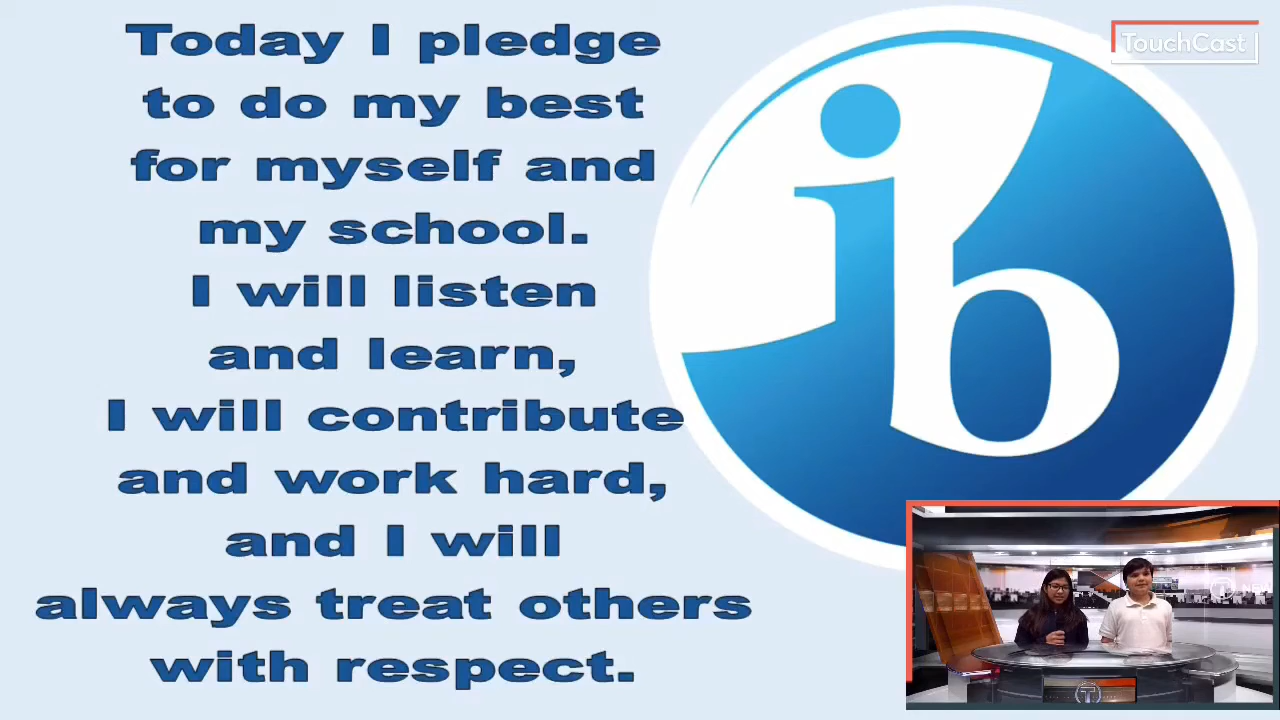 Today I pledge
to do my best
for myself and
my school.
I will listen
and learn,
I will contribute
and work hard,
and I will
always treat others
with respect.
TouchCast
ib
T NEW
T